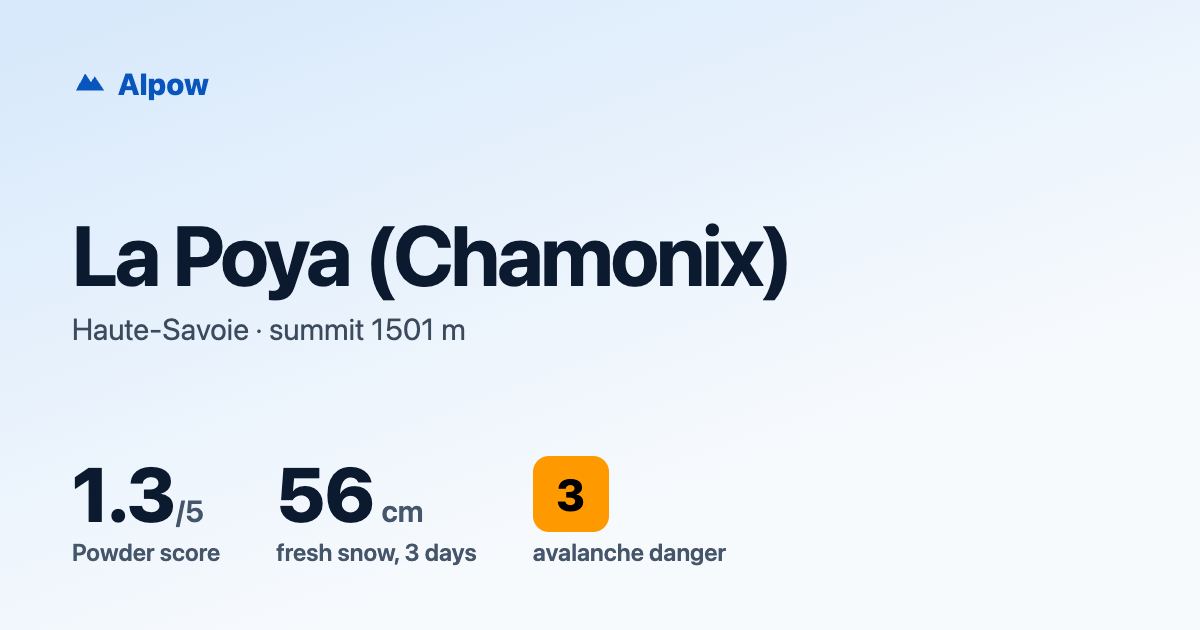 Alpow
La Poya (Chamonix)
Haute-Savoie · summit 1501 m
1.3/5 56 cm 3
Powder score fresh snow, 3 days avalanche danger